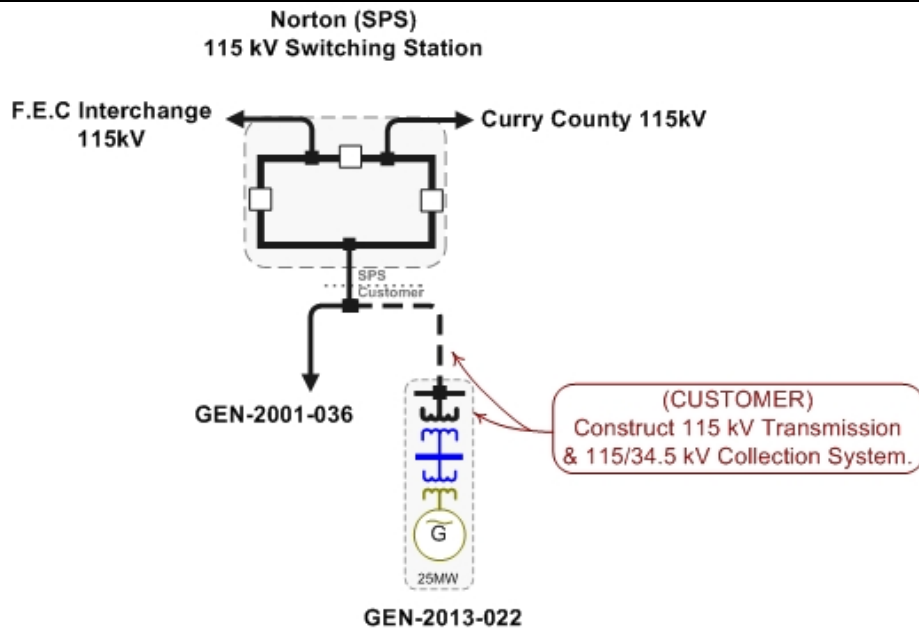 Norton (SPS)
115 kV Switching Station
F.E.C Interchange
115kV
Curry County 115kV
SPS
Customer
GEN-2001-036
(CUSTOMER)
Construct 115 kV Transmission
& 115/34.5 kV Collection System.
G
25MW
GEN-2013-022